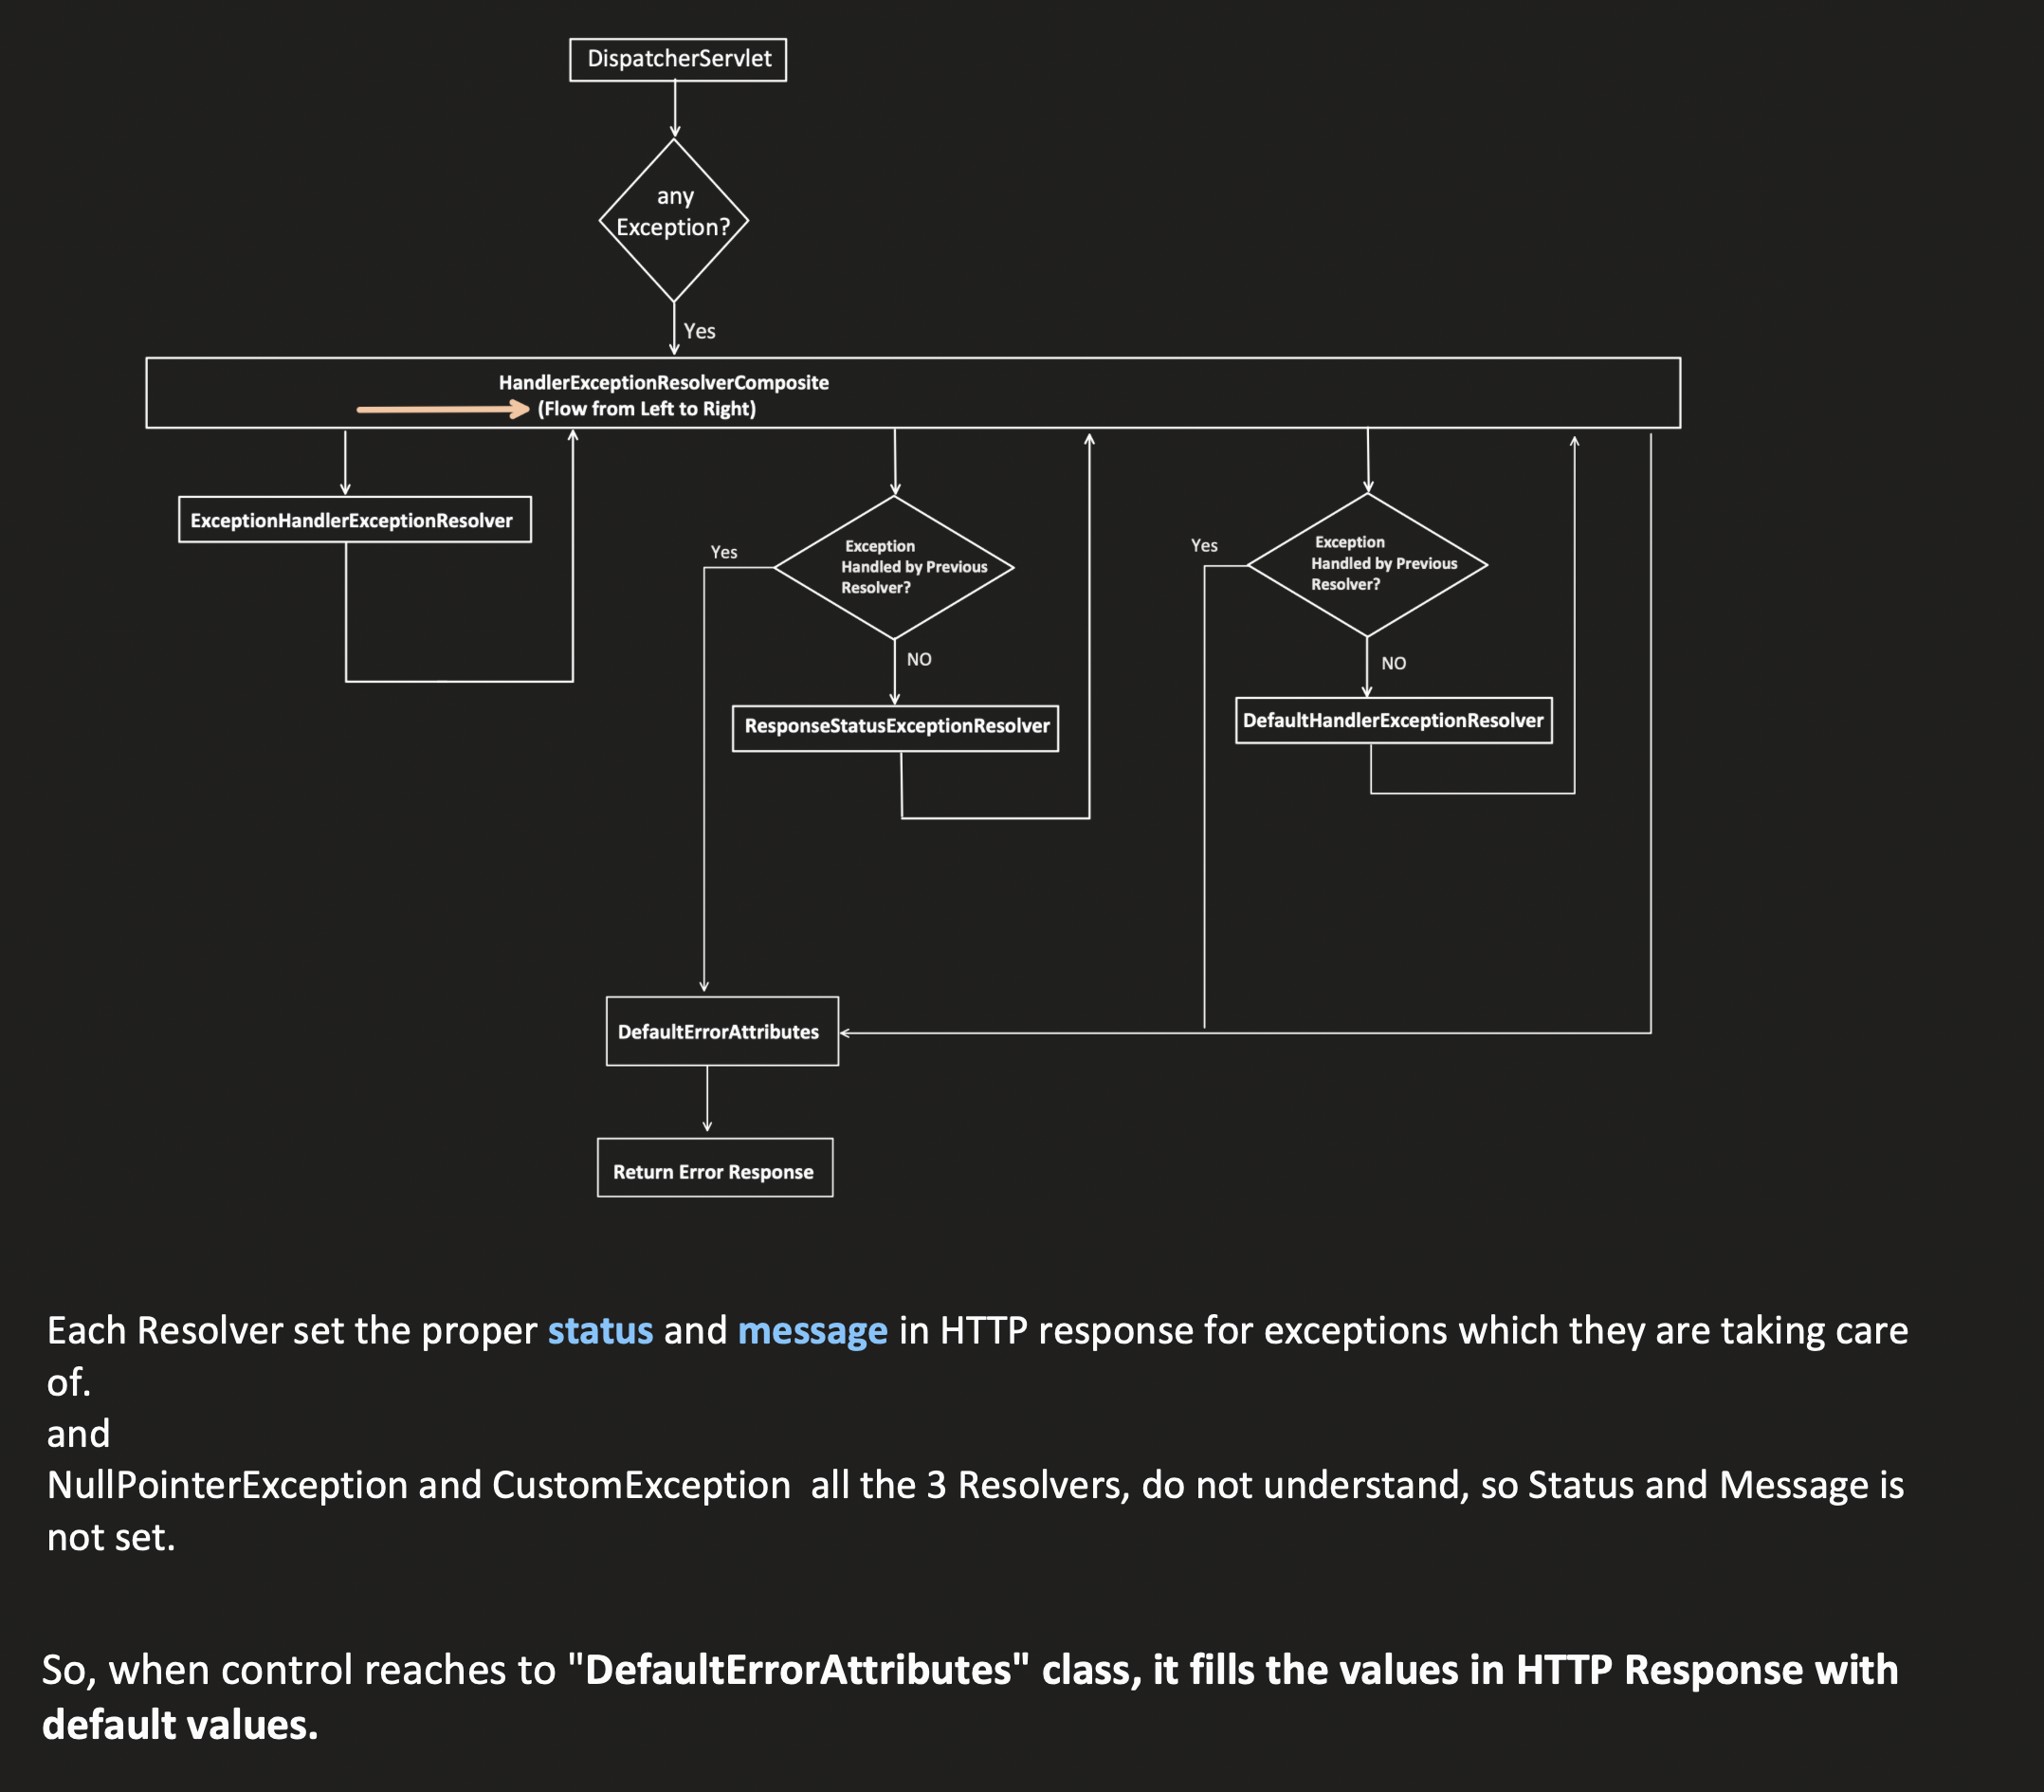 DispatcherServlet
any
Exception?
Yes
HandlerExceptionResolverComposite
(Flow from Left to Right)
ExceptionHandlerExceptionResolver
Yes
Exception
Handled by Previous
Resolver?
NO
ResponseStatusExceptionResolver
Yes
Exception
Handled by Previous
Resolver?
NO
DefaultHandlerExceptionResolver
DefaultErrorAttributes
Return Error Response
Each Resolver set the proper status and message in HTTP response for exceptions which they are taking care
of.
and
NullPointerException and CustomException  all the 3 Resolvers, do not understand, so Status and Message is
not set.
So, when control reaches to "DefaultErrorAttributes" class, it fills the values in HTTP Response with
default values.